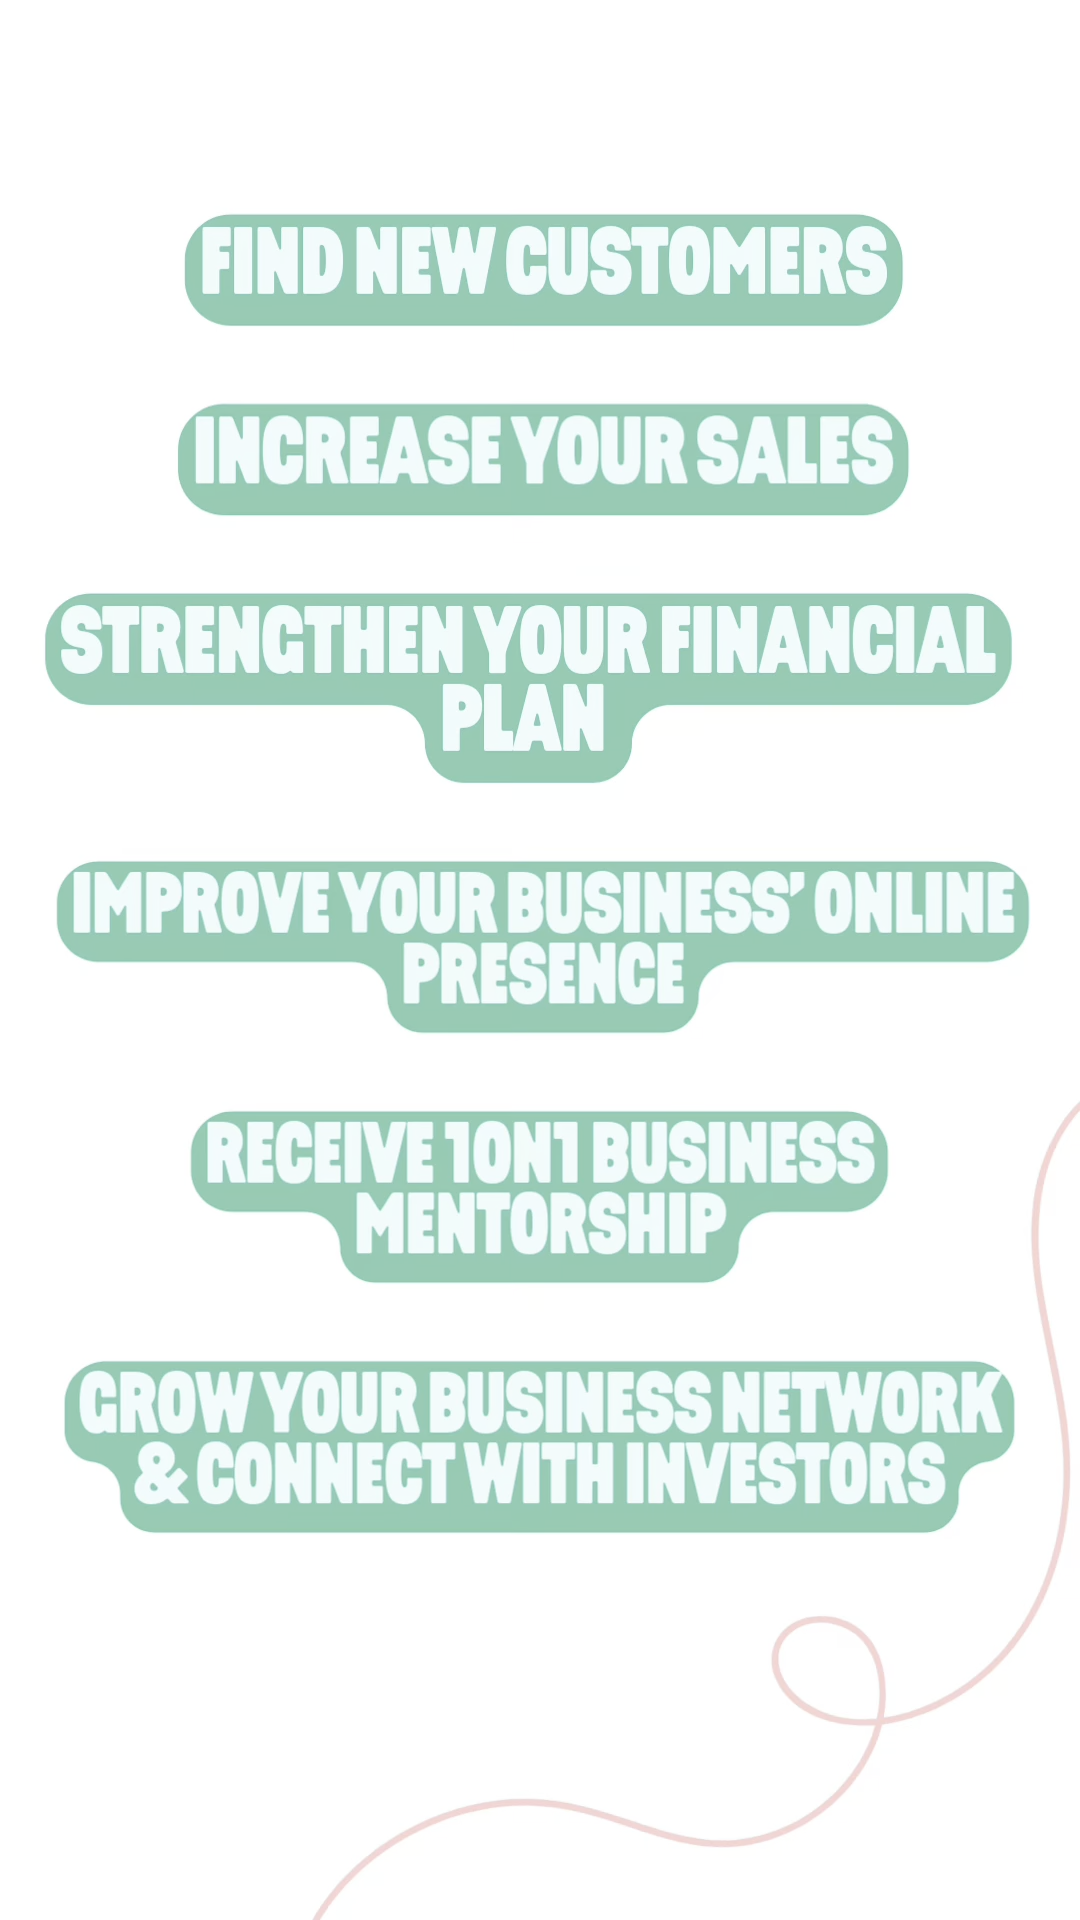 FIND NEW CUSTOMERS
INCREASE YOUR SALES
STRENGTHEN YOUR FINANCIAL
PLAN
IMPROVE YOUR BUSINESS’ ONLINE
PRESENCE
RECEIVE 1ON1 BUSINESS
MENTORSHIP
GROW YOUR BUSINESS NETWORK
& CONNECT WITH INVESTORS